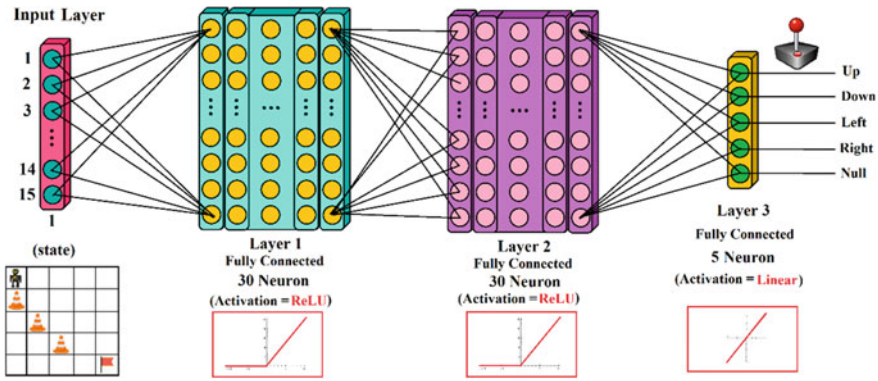 Input Layer
1
2
3
14
15
1
(state)
Layer 1
Fully Connected
30 Neuron
(Activation = ReLU)
Layer 2
Fully Connected
30 Neuron
(Activation = ReLU)
Layer 3
Fully Connected
5 Neuron
(Activation = Linear)
Up
Down
Left
Right
Null